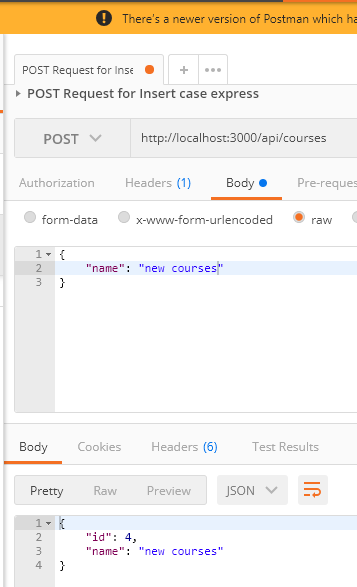 There's a newer version of Postman which ha
POST Request for Inse
+ •••
POST Request for Insert case express
POST http://localhost:3000/api/courses
Authorization Headers (1) Body Pre-reques
form-data x-www-form-urlencoded raw
1 {
2 "name": "new courses"
3 }
Body Cookies Headers (6) Test Results
Pretty Raw Preview JSON
1 {
2 "id": 4,
3 "name": "new courses"
4 }